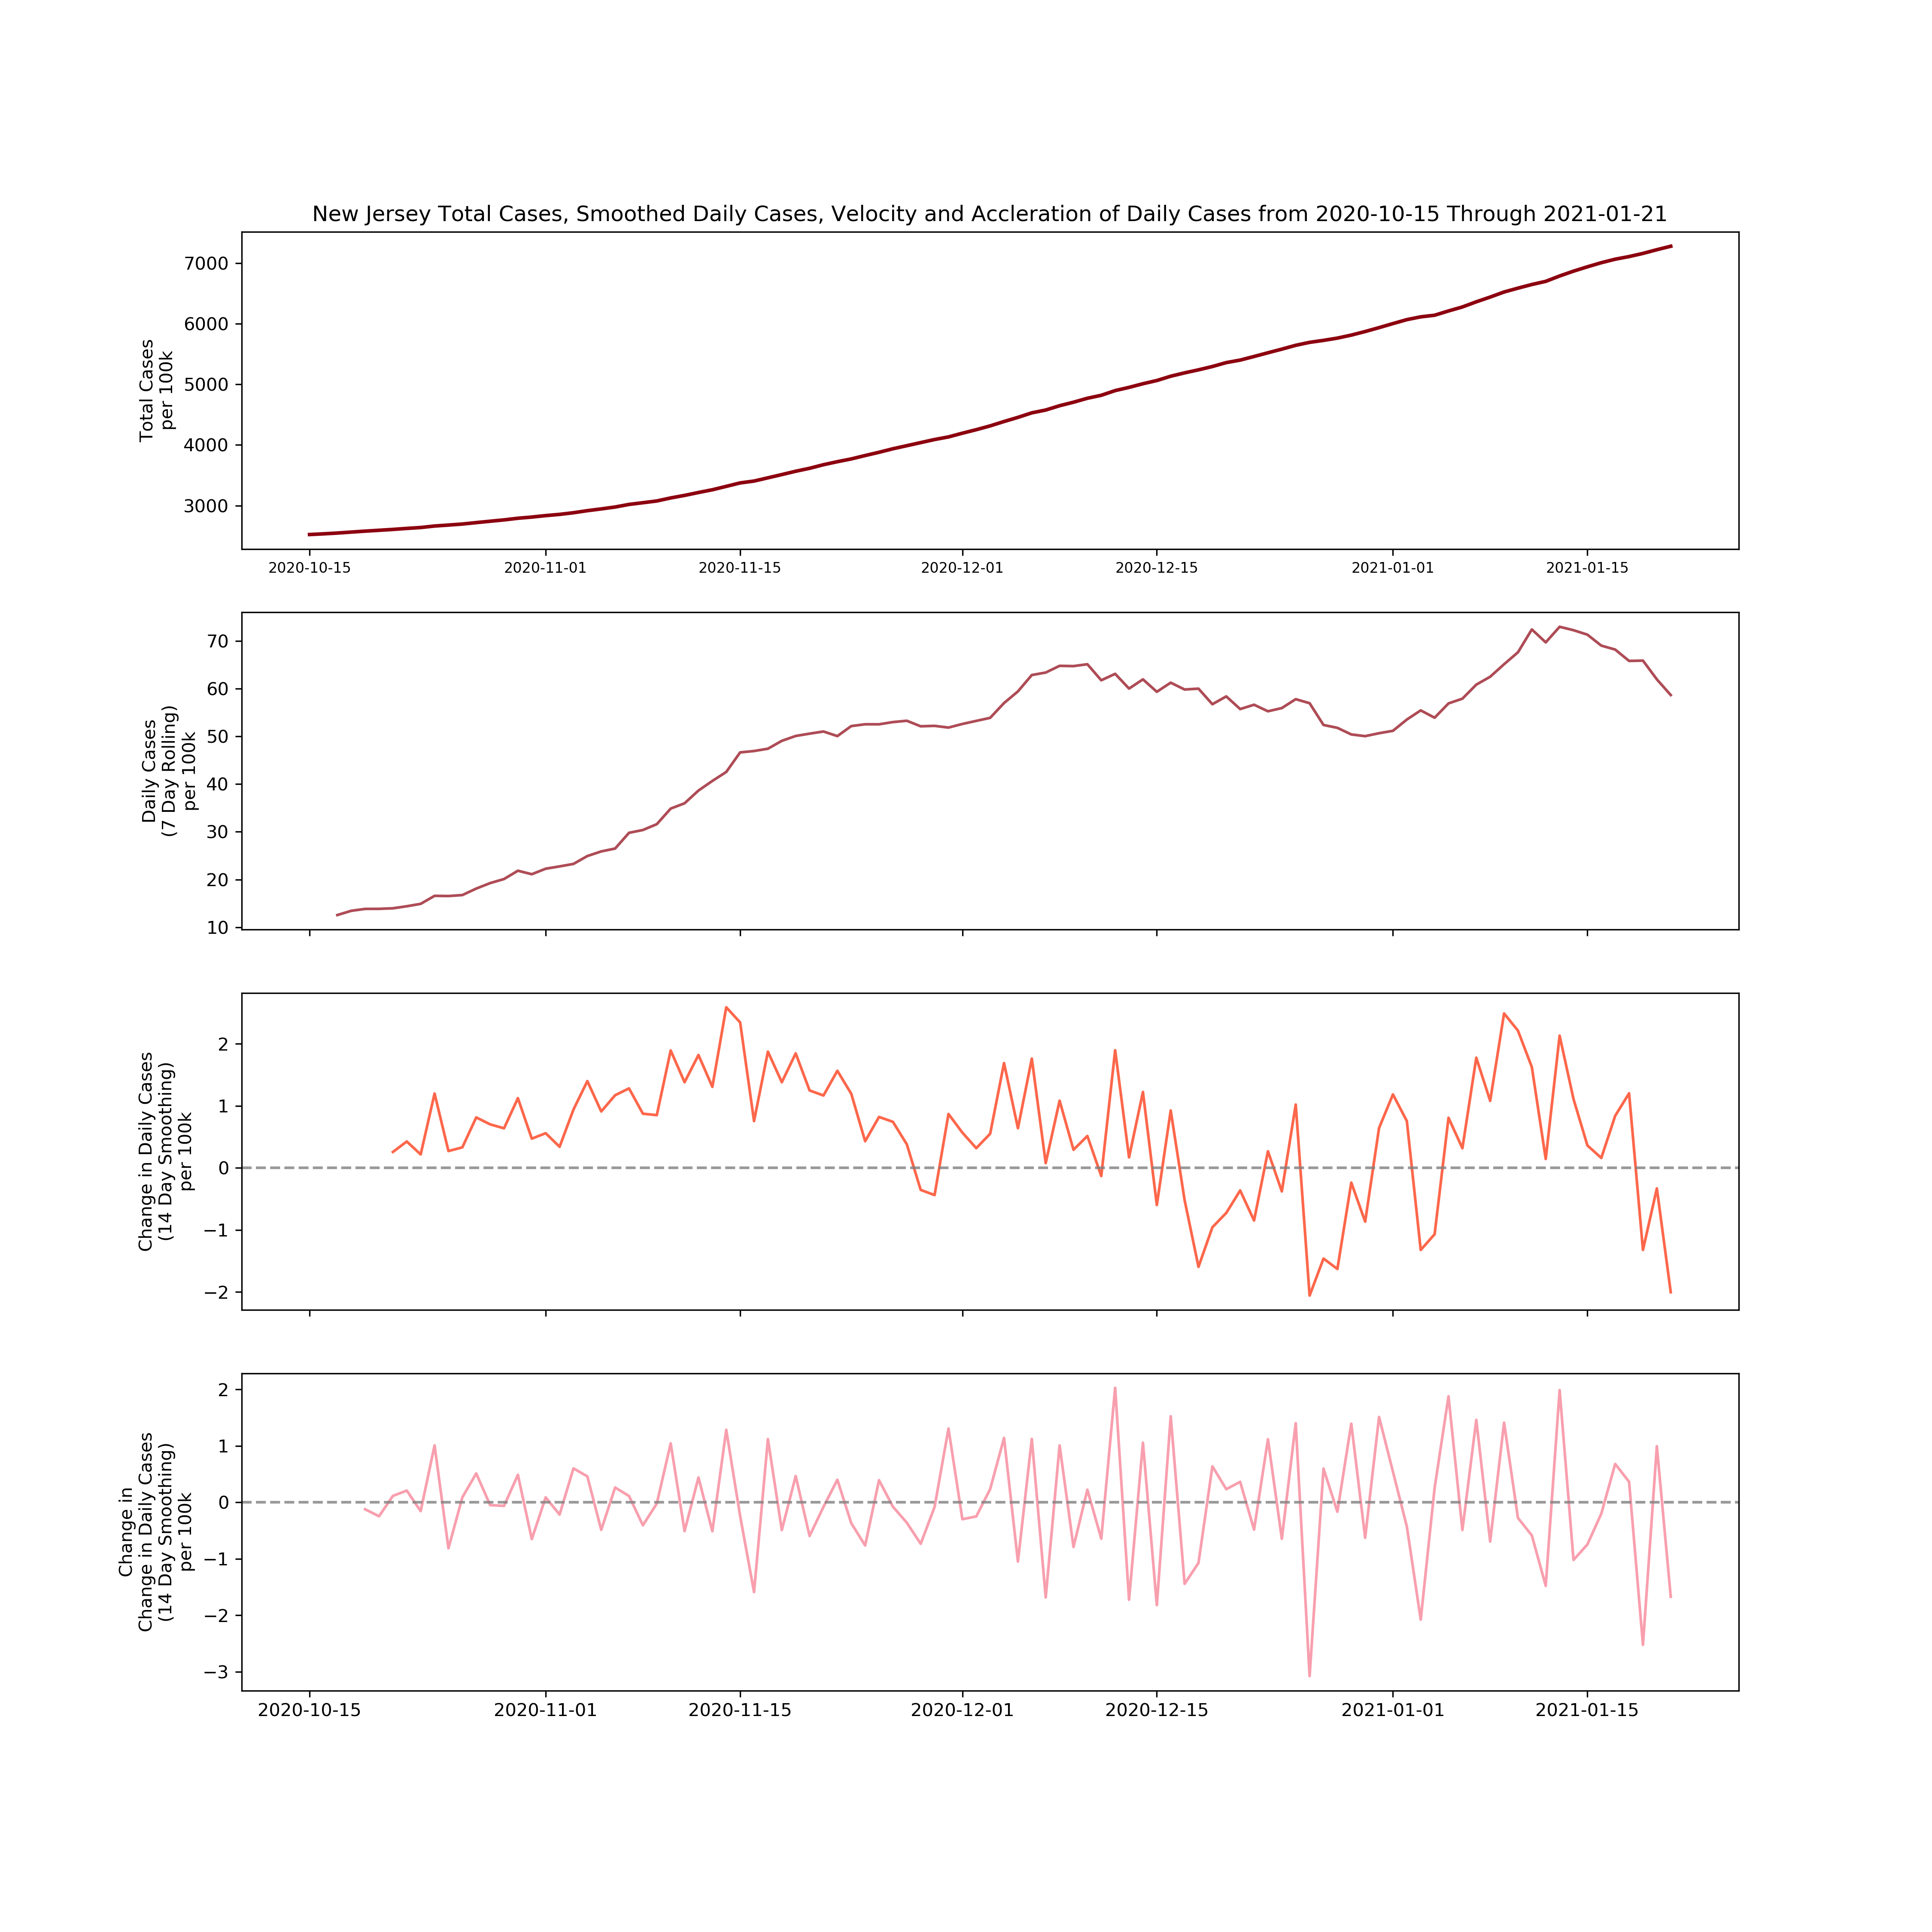 New Jersey Total Cases, Smoothed Daily Cases, Velocity and Accleration of Daily Cases from 2020-10-15 Through 2021-01-21
Total Cases
per 100k
7000
6000
5000
4000
3000
2020-10-15 2020-11-01 2020-11-15 2020-12-01 2020-12-15 2021-01-01 2021-01-15
Daily Cases
(7 Day Rolling)
per 100k
70
60
50
40
30
20
10
Change in Daily Cases
(14 Day Smoothing)
per 100k
2
1
0
−1
−2
Change in
Change in Daily Cases
(14 Day Smoothing)
per 100k
2
1
0
−1
−2
−3
2020-10-15 2020-11-01 2020-11-15 2020-12-01 2020-12-15 2021-01-01 2021-01-15